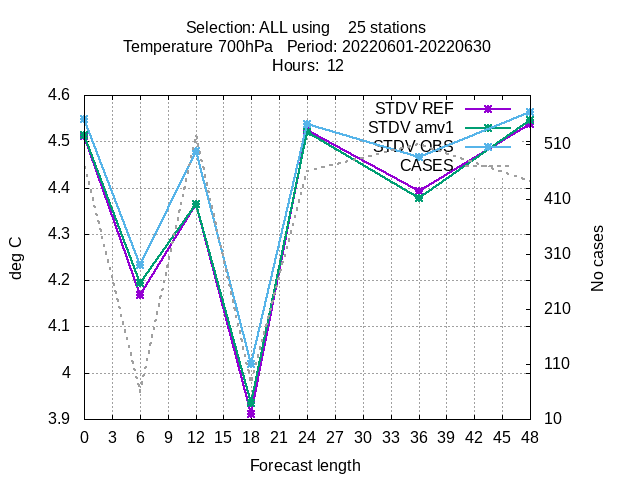 Selection: ALL using 25 stations
Temperature 700hPa Period: 20220601-20220630
Hours: 12
4.6
4.5
4.4
4.3
4.2
4.1
4
3.9
deg C
STDV REF
STDV amv1
STDV OBS
CASES
510
410
310
210
110
10
No cases
0 3 6 9 12 15 18 21 24 27 30 33 36 39 42 45 48
Forecast length